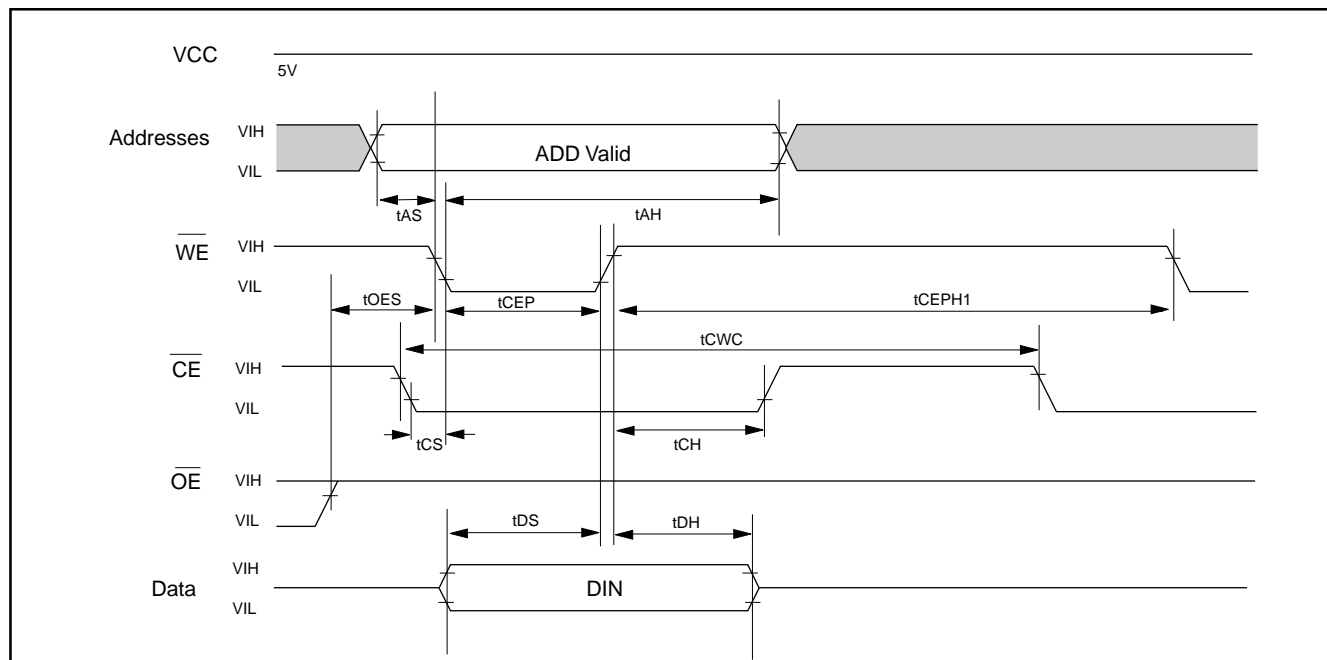 VCC
5V
Addresses
VIH
ADD Valid
VIL
tAS
tAH
WE
VIH
VIL
tOES
tCEP
tCEPH1
tCWC
CE
VIH
VIL
tCS
tCH
OE
VIH
VIL
tDS
tDH
Data
VIH
DIN
VIL